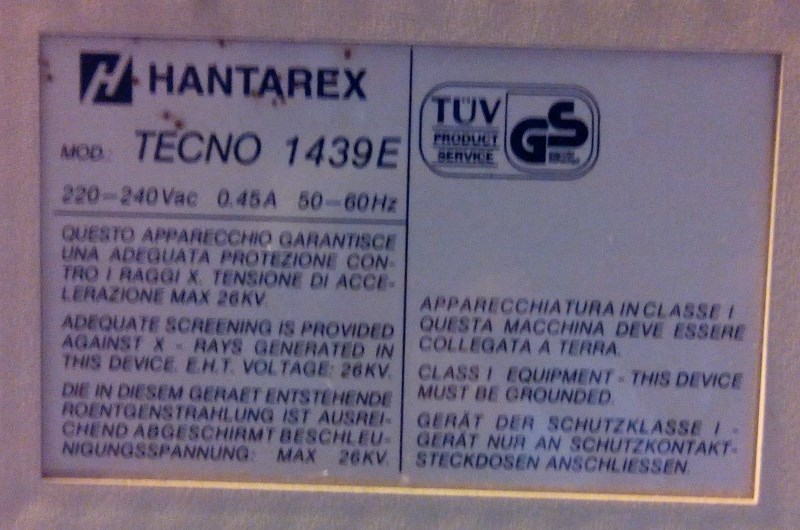 HANTAREX
MOD.: TECNO 1439E
220-240Vac 0.45A 50-60Hz
QUESTO APPARECCHIO GARANTISCE
UNA ADEGUATA PROTEZIONE CON-
TRO I RAGGI X. TENSIONE DI ACCE-
LERAZIONE MAX 26KV.
ADEQUATE SCREENING IS PROVIDED
AGAINST X - RAYS GENERATED IN
THIS DEVICE. E.H.T. VOLTAGE: 26KV.
DIE IN DIESEM GERAET ENTSTEHENDE
ROENTGENSTRAHLUNG IST AUSREI-
CHEND ABGESCHIRMT BESCHLEU-
NIGUNGSSPANNUNG: MAX 26KV.
TÜV
PRODUCT
SERVICE
GS
APPARECCHIATURA IN CLASSE I
QUESTA MACCHINA DEVE ESSERE
COLLEGATA A TERRA.
CLASS I EQUIPMENT - THIS DEVICE
MUST BE GROUNDED.
GERÄT DER SCHUTZKLASSE I -
GERÄT NUR AN SCHUTZKONTAKT-
STECKDOSEN ANSCHLIESSEN.